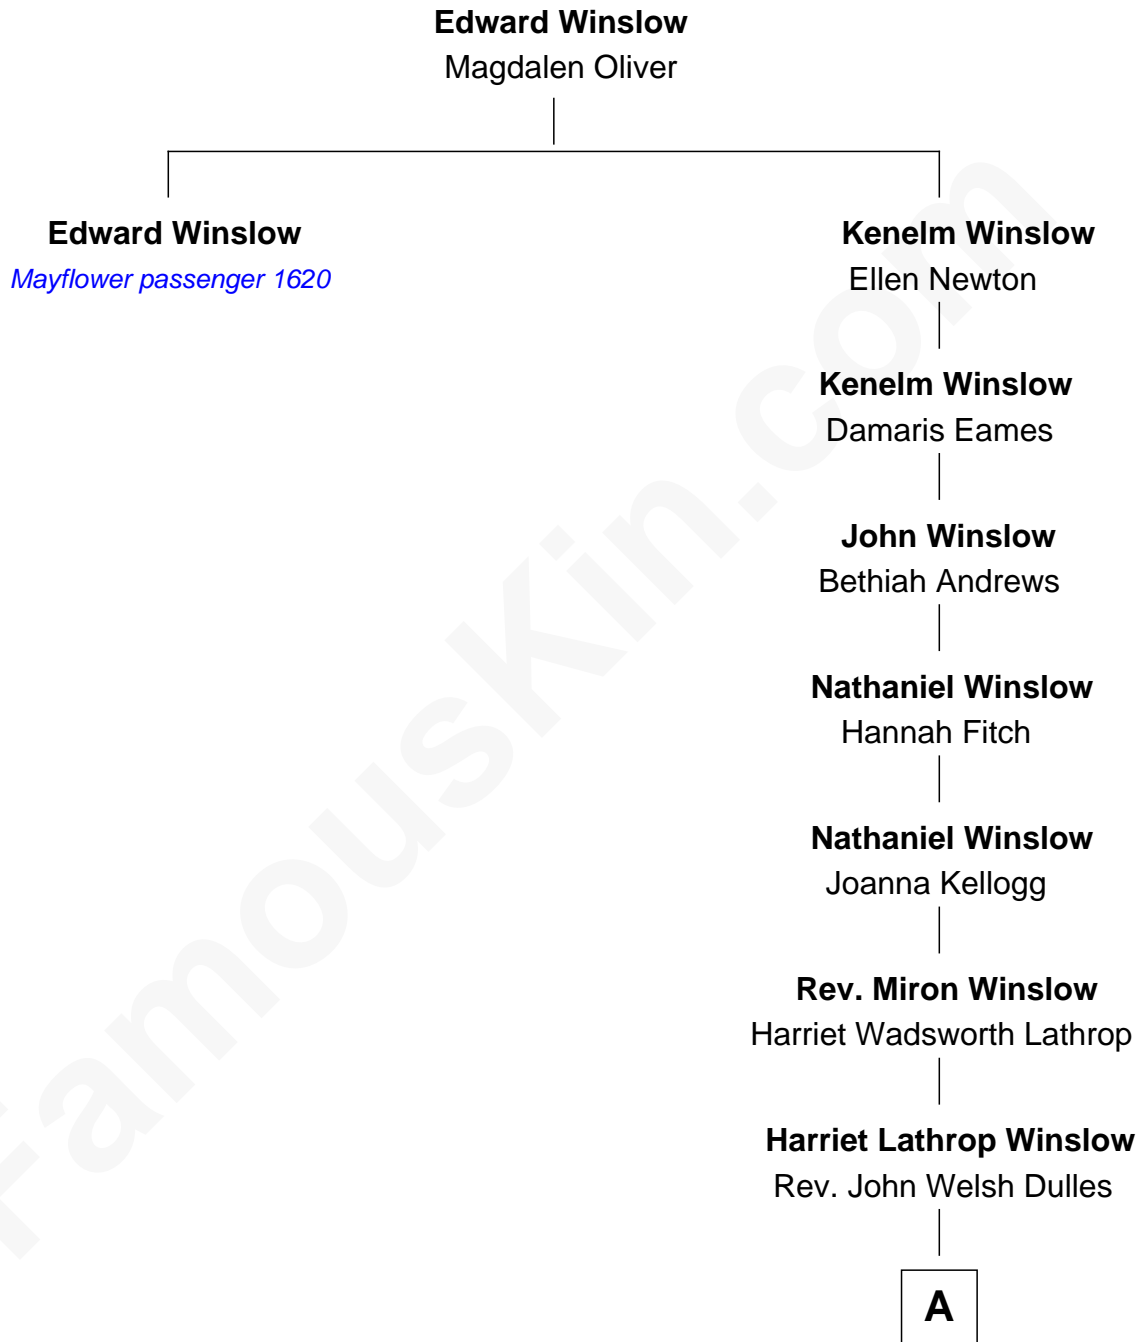 Edward Winslow
Magdalen Oliver
Edward Winslow
Mayflower passenger 1620
Kenelm Winslow
Ellen Newton
Kenelm Winslow
Damaris Eames
John Winslow
Bethiah Andrews
Nathaniel Winslow
Hannah Fitch
Nathaniel Winslow
Joanna Kellogg
Rev. Miron Winslow
Harriet Wadsworth Lathrop
Harriet Lathrop Winslow
Rev. John Welsh Dulles
A
FamousKin.com